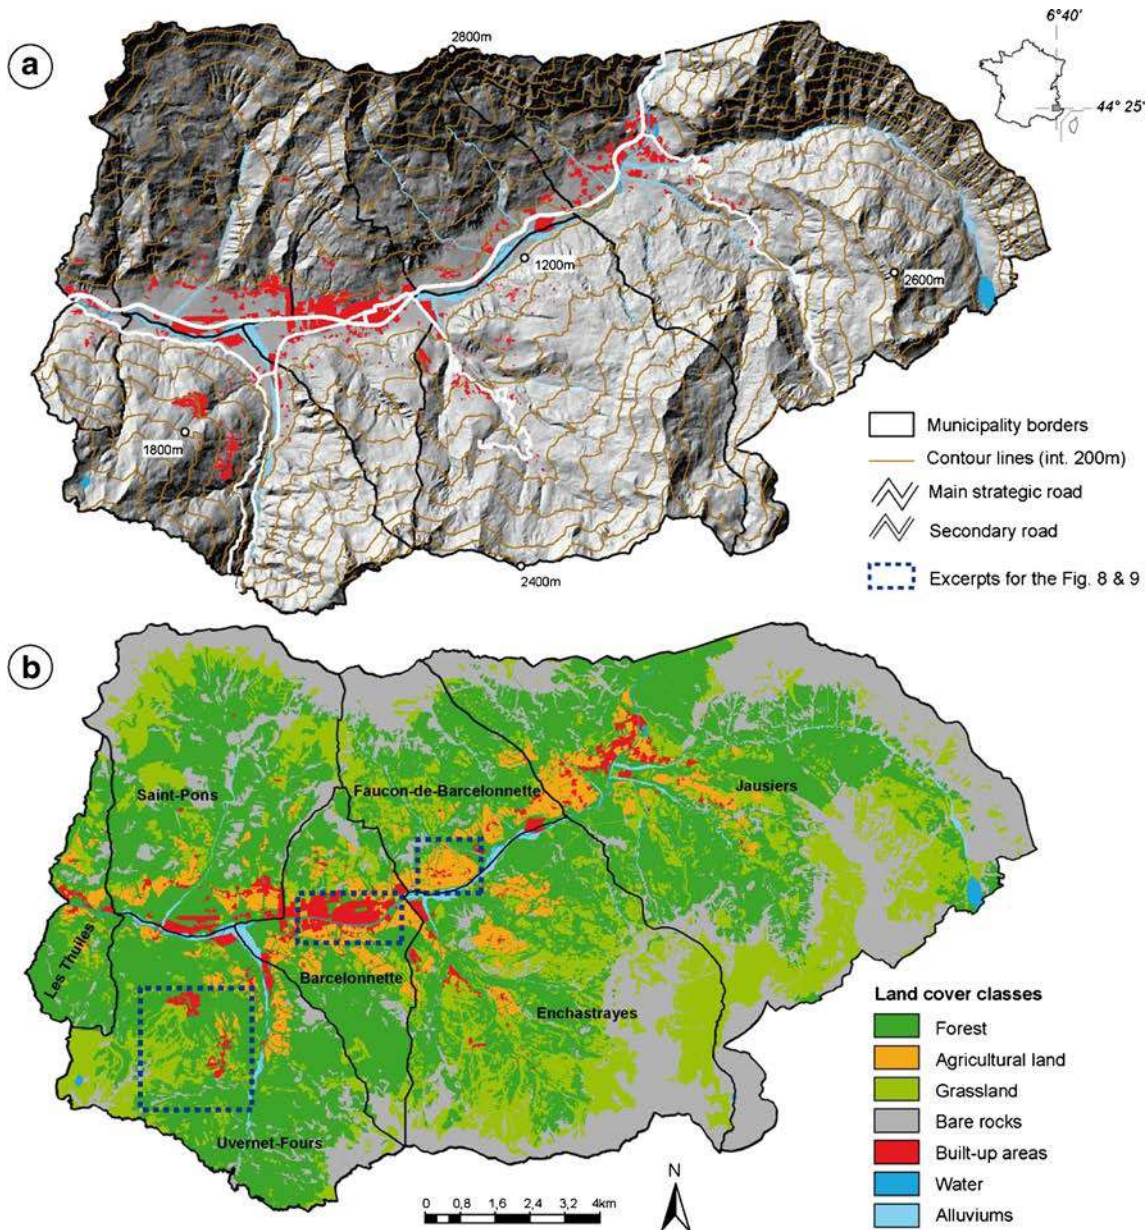 6°40'
2800m
a
44° 25'
1200m
2600m
1800m
Municipality borders
Contour lines (int. 200m)
Main strategic road
Secondary road
Excerpts for the Fig. 8 & 9
2400m
b
Saint-Pons
Faucon-de-Barcelonnette
Jausiers
Les Thuiles
Barcelonnette
Enchastrayes
Uvernet-Fours
Land cover classes
Forest
Agricultural land
Grassland
Bare rocks
Built-up areas
Water
Alluviums
N
0 0,8 1,6 2,4 3,2 4km